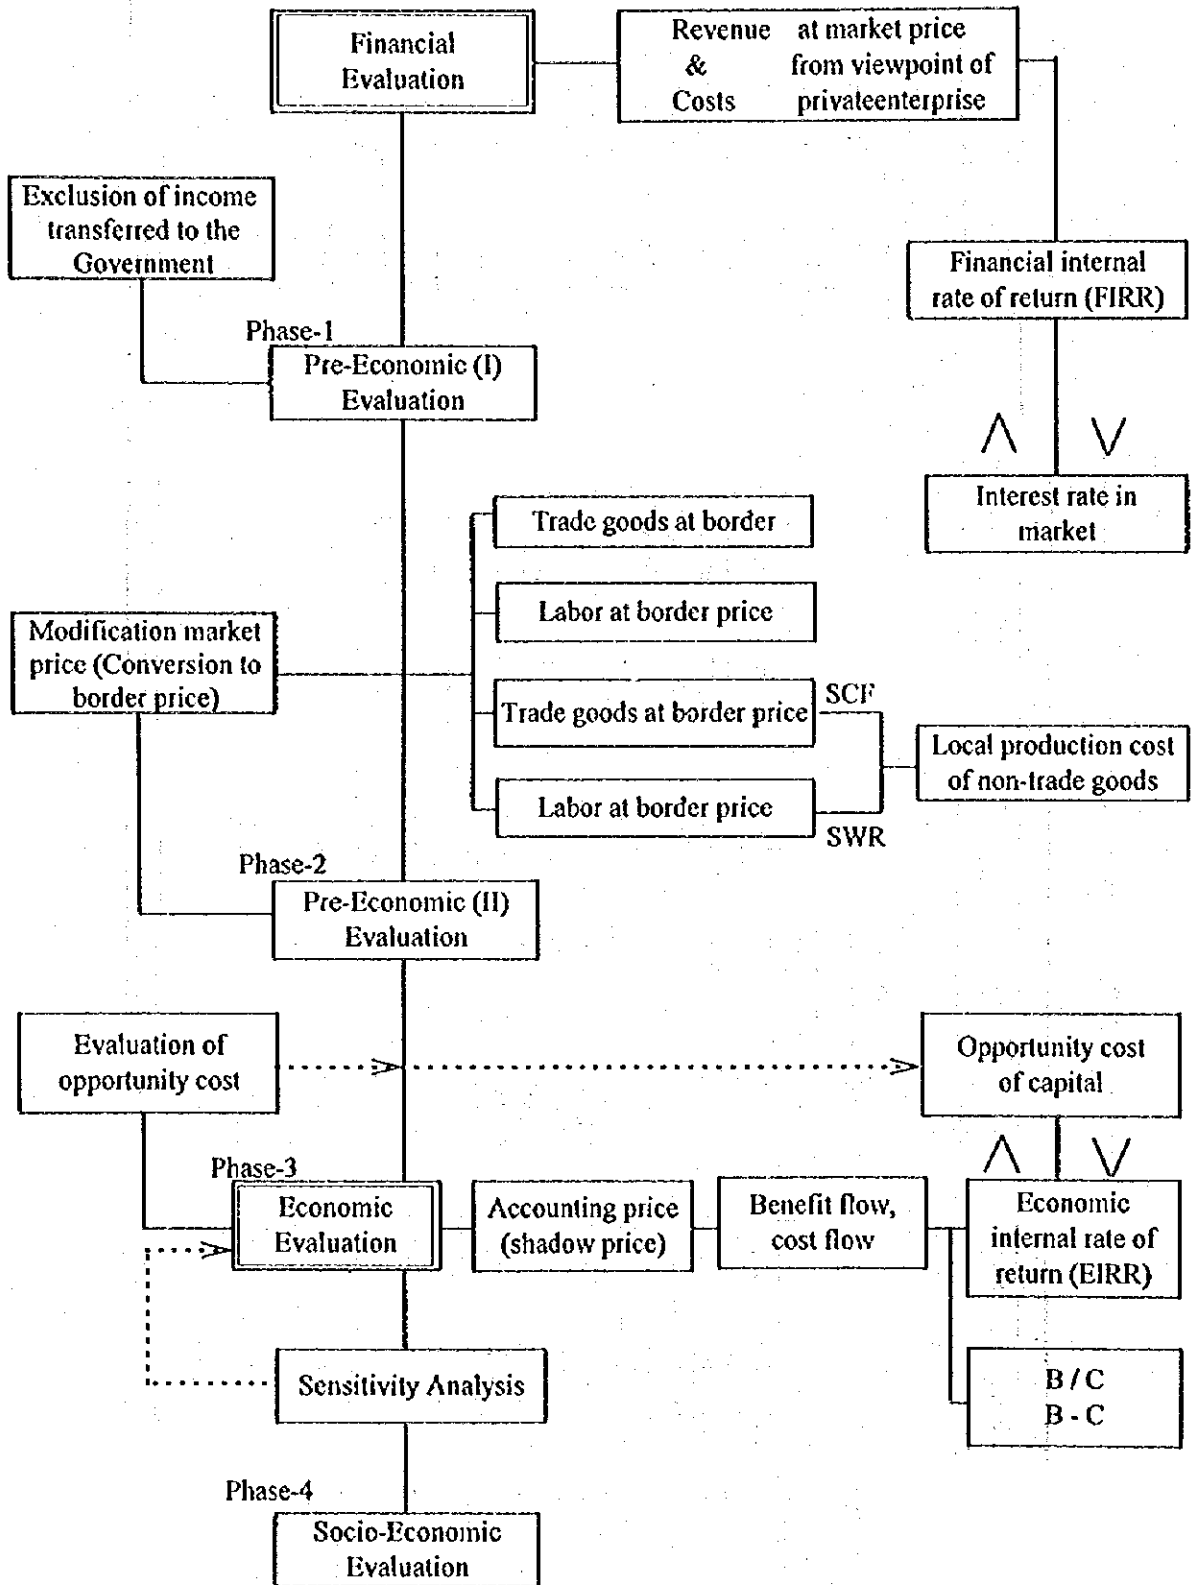 Financial
Evaluation
Revenue at market price
& from viewpoint of
Costs privateenterprise
Exclusion of income
transferred to the
Government
Financial internal
rate of return (FIRR)
Phase-1
Pre-Economic (I)
Evaluation
Λ V
Interest rate in
market
Trade goods at border
Labor at border price
Modification market
price (Conversion to
border price)
Trade goods at border price
SCF
Local production cost
of non-trade goods
Labor at border price
SWR
Phase-2
Pre-Economic (II)
Evaluation
Evaluation of
opportunity cost
Opportunity cost
of capital
Λ V
Phase-3
Economic
Evaluation
Accounting price
(shadow price)
Benefit flow,
cost flow
Economic
internal rate of
return (EIRR)
Sensitivity Analysis
B / C
B - C
Phase-4
Socio-Economic
Evaluation